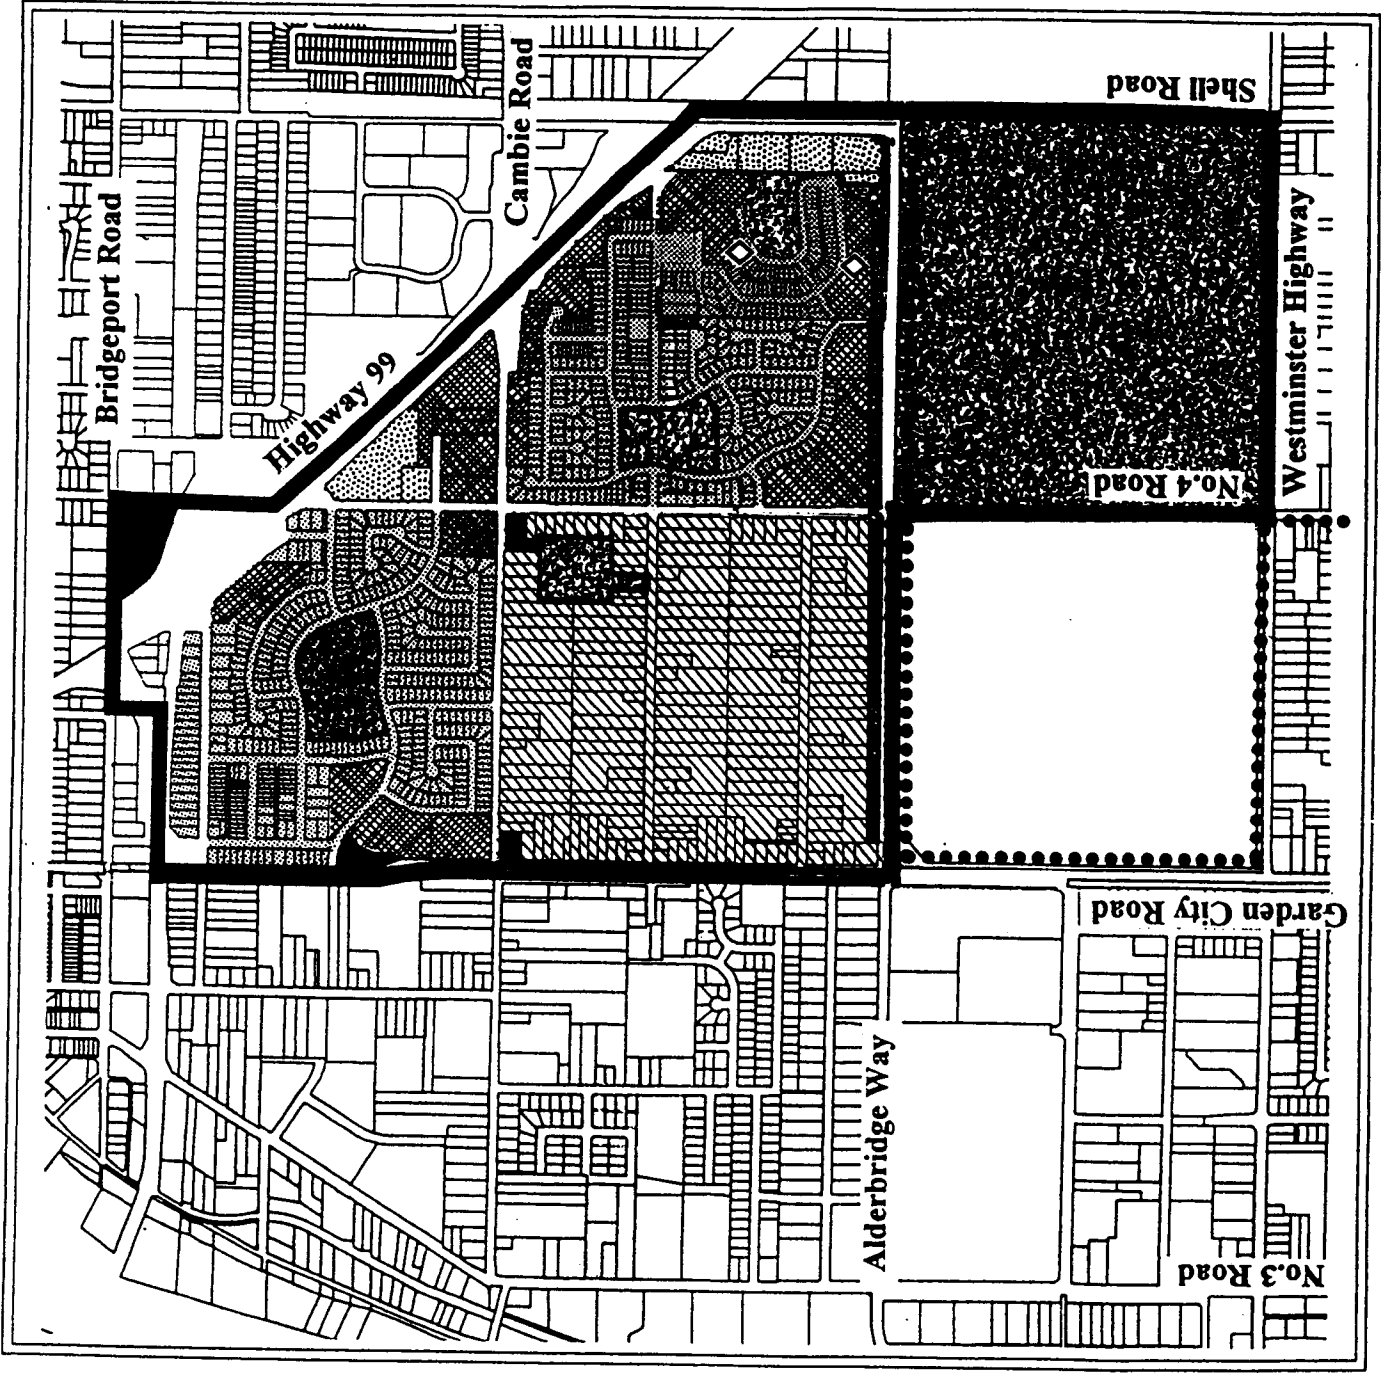 Shell Road
Cambie Road
Bridgeport Road
Westminster Highway
Highway 99
No.4 Road
Garden City Road
Alderbridge Way
No.3 Road